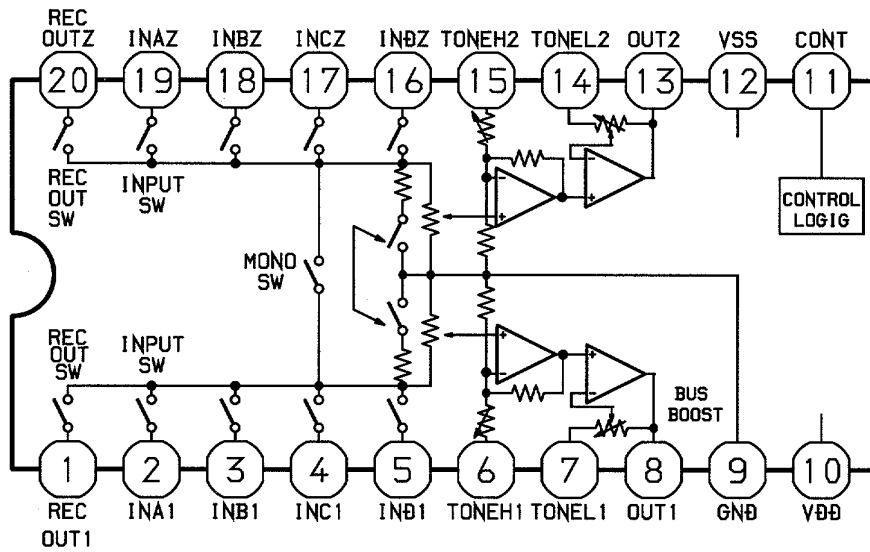 REC
OUTZ INAZ INBZ INCZ INDZ TONEH2 TONEL2 OUT2 VSS CONT
20 19 18 17 16 15 14 13 12 11
REC
OUT
SW
INPUT
SW
CONTROL
LOGIG
MONO
SW
REC
OUT
SW
INPUT
SW
BUS
BOOST
1 2 3 4 5 6 7 8 9 10
REC
OUT1 INA1 INB1 INC1 IND1 TONEH1 TONEL1 OUT1 GND VDD